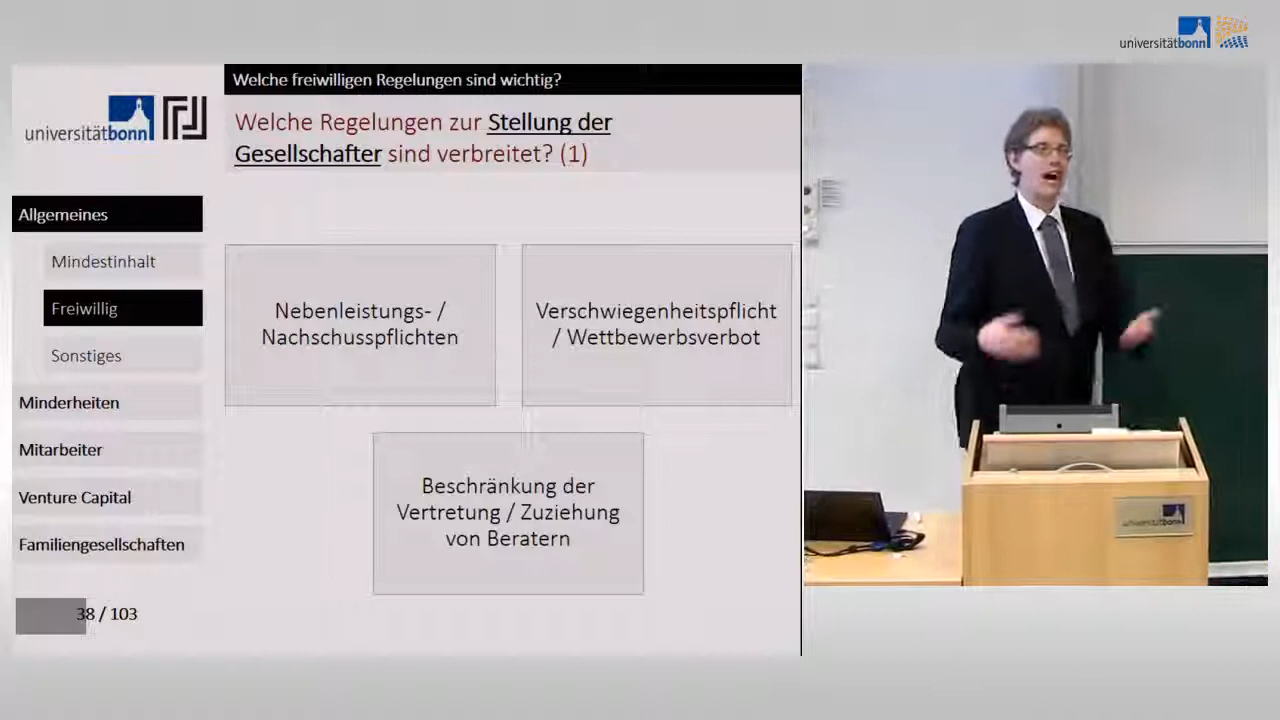 universitätbonn
Welche freiwilligen Regelungen sind wichtig?
universitätbonn
Welche Regelungen zur Stellung der
Gesellschafter sind verbreitet? (1)
Allgemeines
Mindestinhalt
Freiwillig
Sonstiges
Minderheiten
Mitarbeiter
Venture Capital
Familiengesellschaften
38 / 103
Nebenleistungs- /
Nachschusspflichten
Verschwiegenheitspflicht
/ Wettbewerbsverbot
Beschränkung der
Vertretung / Zuziehung
von Beratern
universitätbonn